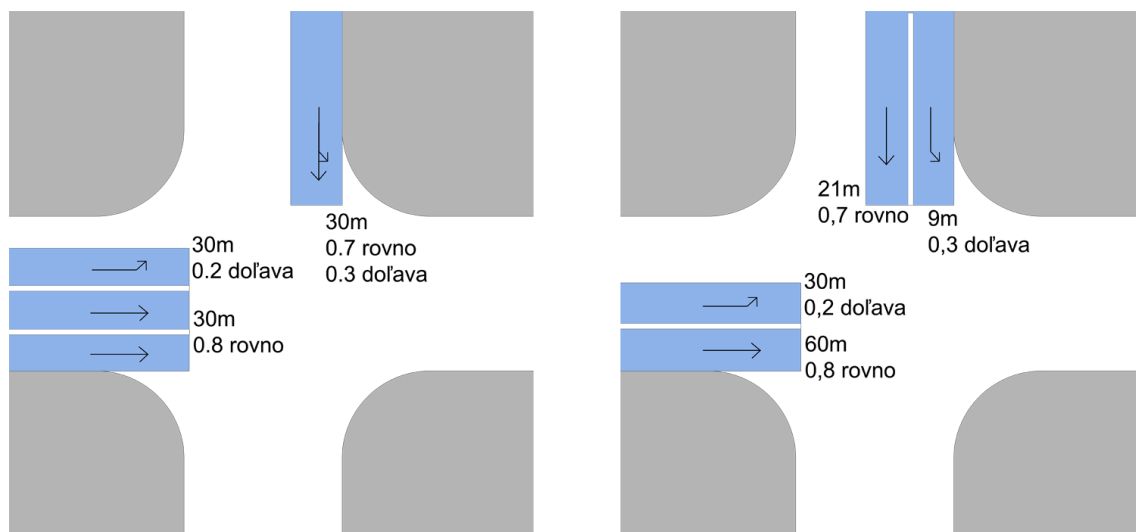 30m
0.7 rovno
0.3 doľava
30m
0.2 doľava
30m
0.8 rovno
21m
0,7 rovno
9m
0,3 doľava
30m
0,2 doľava
60m
0,8 rovno